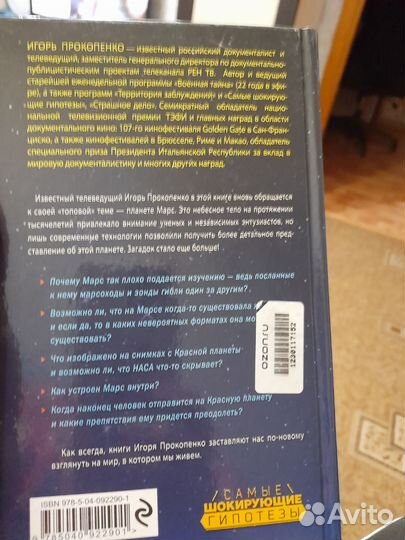 ИГОРЬ ПРОКОПЕНКО – известный российский документалист и
телеведущий, заместитель генерального директора по документально-
публицистическим проектам телеканала РЕН ТВ. Автор и ведущий
старейшей еженедельной программы «Военная тайна» (22 года в эфи-
ре), а также программ «Территория заблуждений» и «Самые шокирую-
щие гипотезы», «Страшное дело». Семикратный обладатель нацио-
нальной телевизионной премии ТЭФИ и главных наград в области
документального кино 107-го кинофестиваля Golden Gate в Сан-Фран-
циско, а также кинофестивалей в Брюсселе, Риме и Макао, обладатель
специального приза Президента Итальянской Республики за вклад в
мировую документалистику и многих других наград.
Известный телеведущий Игорь Прокопенко в этой книге вновь обращается
к своей «топовой» теме — планете Марс. Это небесное тело на протяжении
тысячелетий привлекало внимание ученых и независимых энтузиастов, но
лишь современные технологии позволили получить более детальное пред-
ставление об этой планете. Загадок стало еще больше!
• Почему Марс так плохо поддается изучению – ведь посланные
к нему марсоходы и зонды гибли один за другим?
• Возможно ли, что на Марсе когда-то существовала
и если да, то в каких невероятных форматах она
существовать?
• Что изображено на снимках с Красной планеты
и возможно ли, что НАСА что-то скрывает?
• Как устроен Марс внутри?
• Когда наконец человек отправится на Красную планету
и какие препятствия ему придется преодолеть?
Как всегда, книги Игоря Прокопенко заставляют нас по-новому
взглянуть на мир, в котором мы живем.
ozon.ru
1230117152
ISBN 978-5-04-092290-1
9785040922901
САМЫЕ
ШОКИРУЮЩИЕ
ГИПОТЕЗЫ
Avito